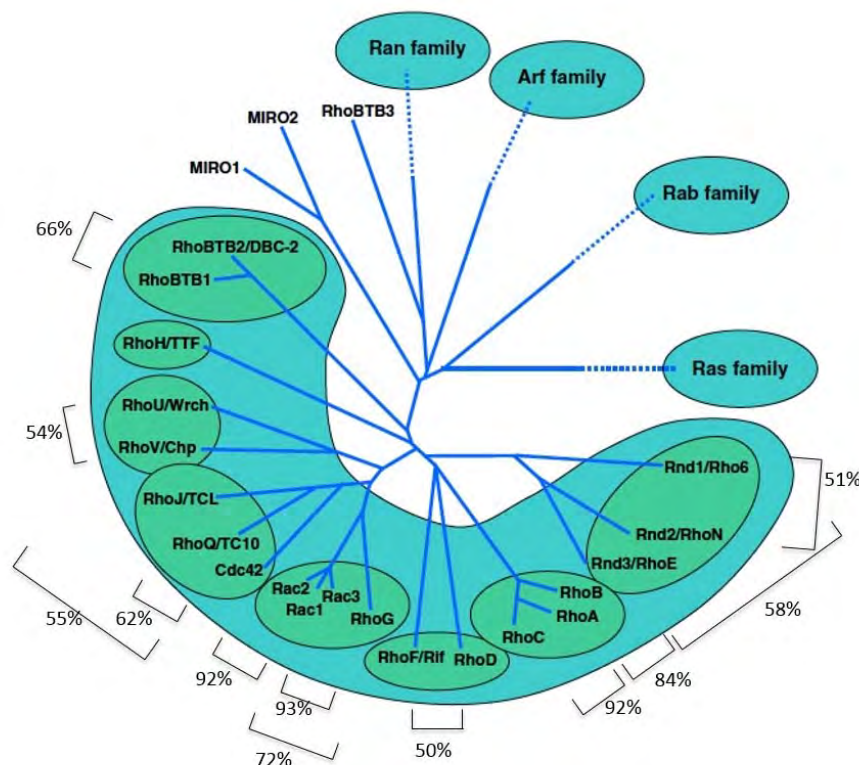 Ran family
Arf family
MIRO2
RhoBTB3
MIRO1
Rab family
66%
RhoBTB2/DBC-2
RhoBTB1
RhoH/TTF
Ras family
RhoU/Wrch
54%
RhoV/Chp
Rnd1/Rho6
51%
RhoJ/TCL
RhoQ/TC10
Rnd2/RhoN
Cdc42
Rnd3/RhoE
Rac2
Rac3
Rac1
RhoG
RhoB
RhoA
RhoC
58%
55%
62%
RhoF/Rif
RhoD
92%
84%
93%
92%
72%
50%